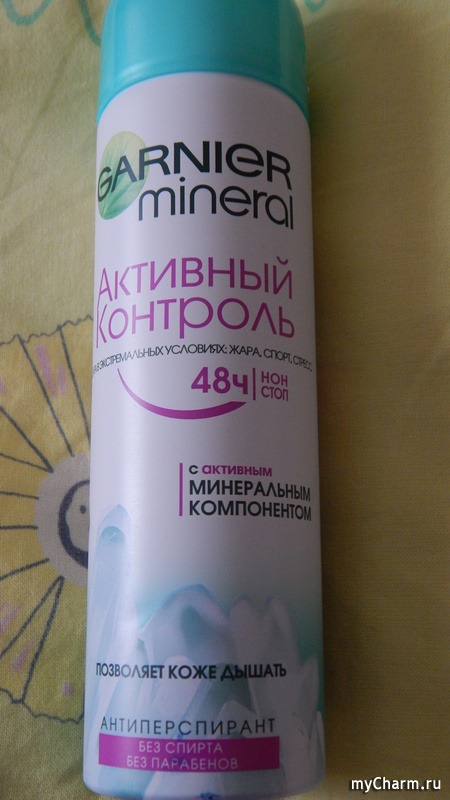 GARNIER
mineral
АКТИВНЫЙ
КОНТРОЛЬ
В ЭКСТРЕМАЛЬНЫХ УСЛОВИЯХ: ЖАРА, СПОРТ, СТРЕСС
48Ч НОН
СТОП
С АКТИВНЫМ
МИНЕРАЛЬНЫМ
КОМПОНЕНТОМ
ПОЗВОЛЯЕТ КОЖЕ ДЫШАТЬ
АНТИПЕРСПИРАНТ
БЕЗ СПИРТА
БЕЗ ПАРАБЕНОВ
myCharm.ru